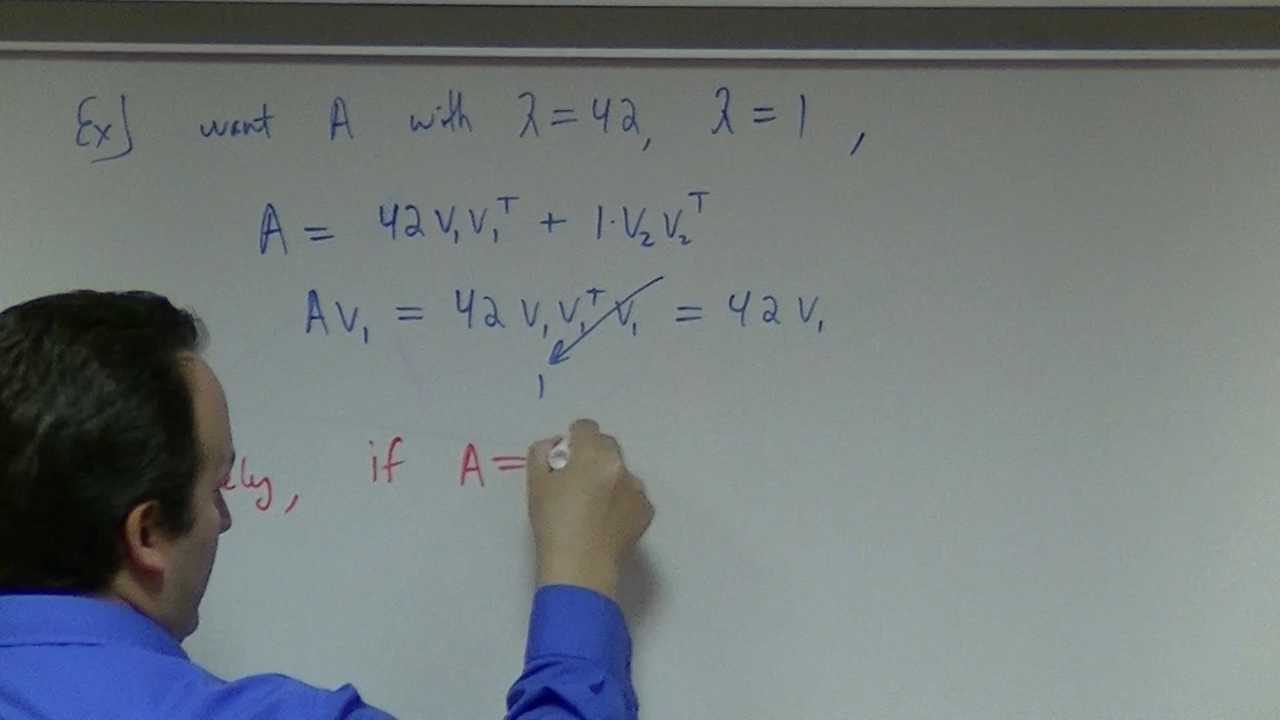 Ex] want A with λ = 42, λ = 1,
A = 42 v₁v₁ᵀ + 1·v₂v₂ᵀ
Av₁ = 42 v₁v₁ᵀv₁ = 42 v₁
1
if A =